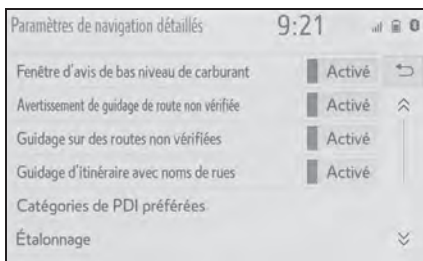 Paramètres de navigation détaillés 9:21
Fenêtre d'avis de bas niveau de carburant Activé
Avertissement de guidage de route non vérifiée Activé
Guidage sur des routes non vérifiées Activé
Guidage d'itinéraire avec noms de rues Activé
Catégories de PDI préférées
Étalonnage